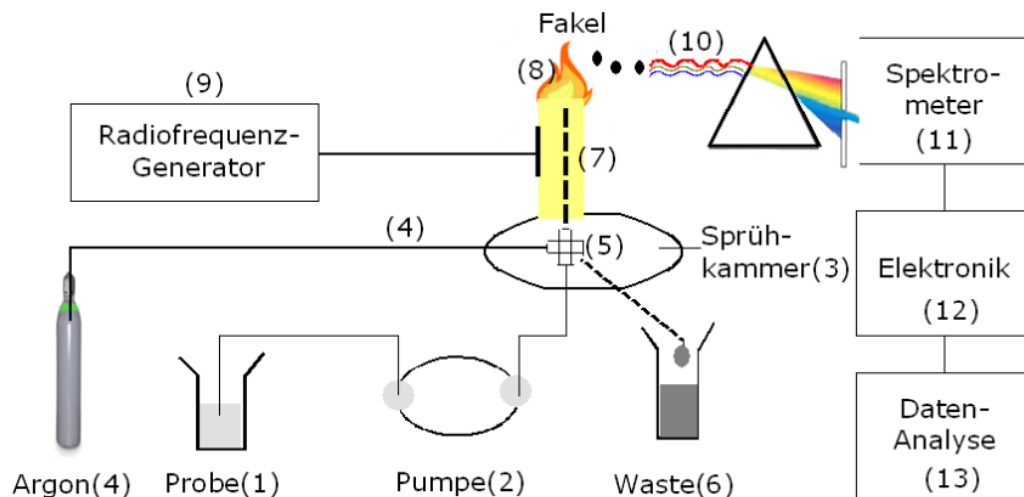 Fakel
(10)
(8)
(9)
Radiofrequenz-
Generator
Spektro-
meter
(11)
(7)
(4)
(5)
Sprüh-
kammer(3)
Elektronik
(12)
Daten-
Analyse
(13)
Argon(4)
Probe(1)
Pumpe(2)
Waste(6)